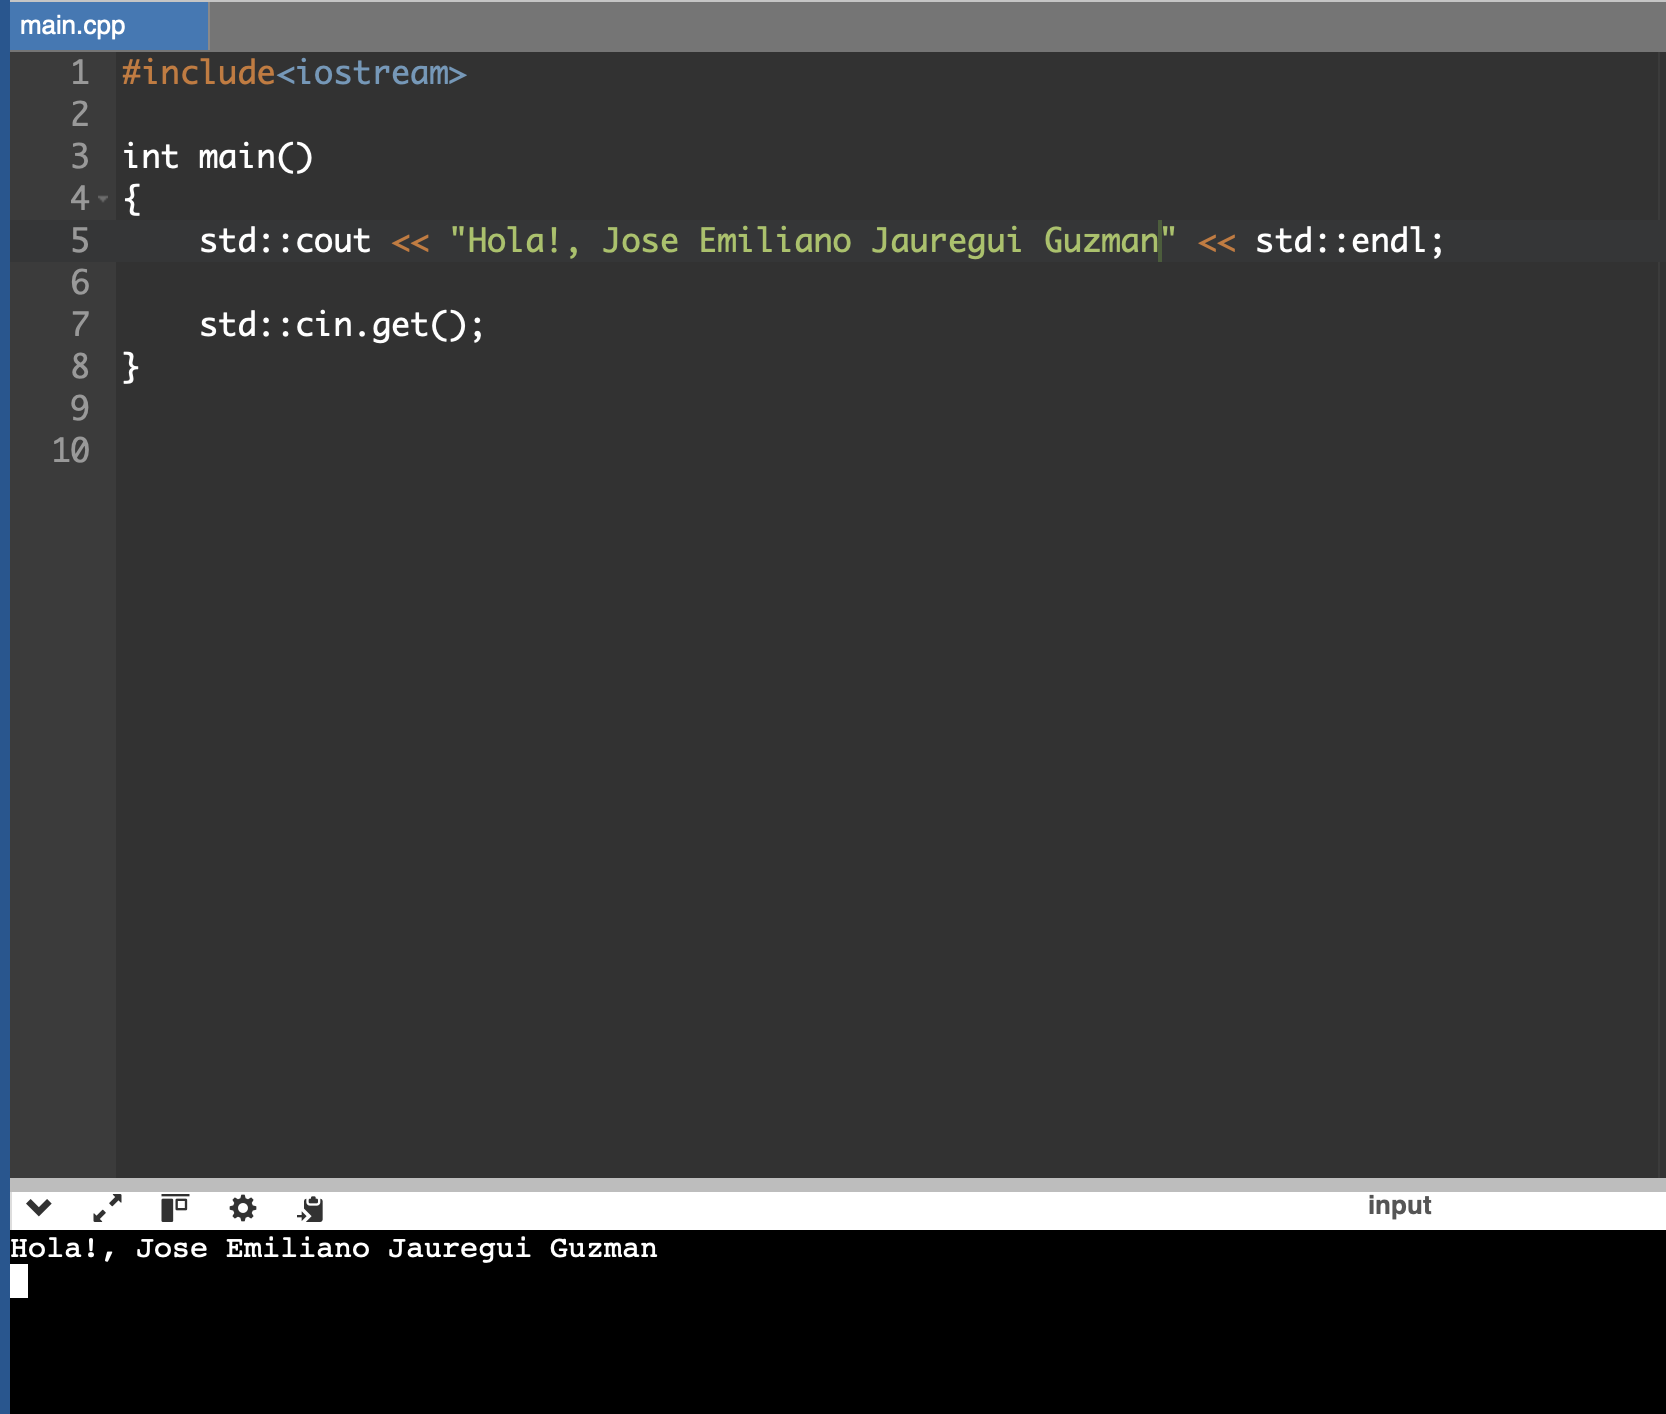 main.cpp
1 #include<iostream>
2
3 int main()
4 {
5     std::cout << "Hola!, Jose Emiliano Jauregui Guzman" << std::endl;
6
7     std::cin.get();
8 }
9
10
input
Hola!, Jose Emiliano Jauregui Guzman